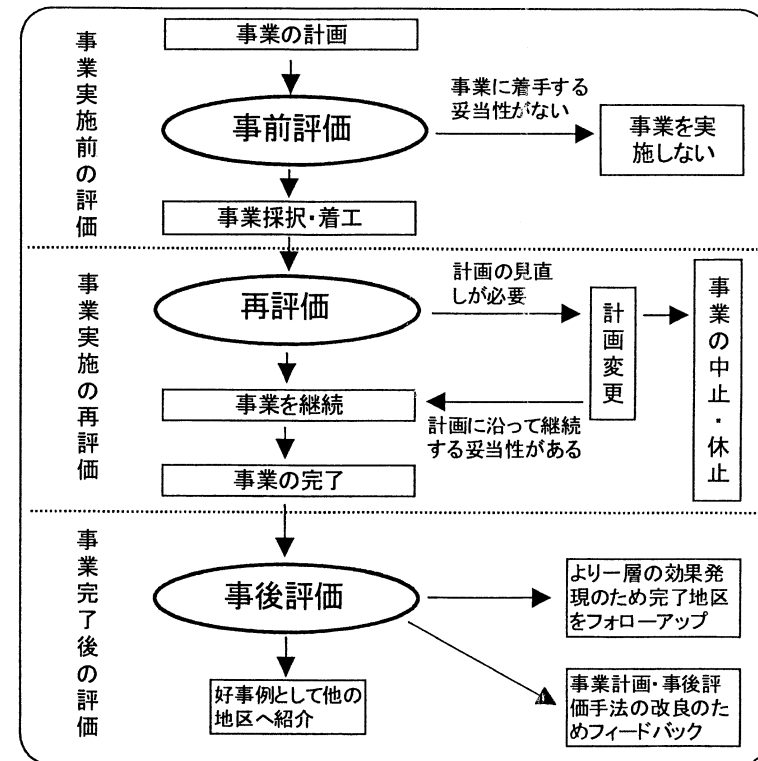 事業実施前の評価
事業の計画
事前評価
事業に着手する
妥当性がない
事業を実
施しない
事業採択・着工
事業実施の再評価
再評価
計画の見直
しが必要
計画変更
事業の中止・休止
事業を継続
計画に沿って継続
する妥当性がある
事業の完了
事業完了後の評価
事後評価
より一層の効果発
現のため完了地区
をフォローアップ
好事例として他の
地区へ紹介
事業計画・事後評
価手法の改良のた
めフィードバック